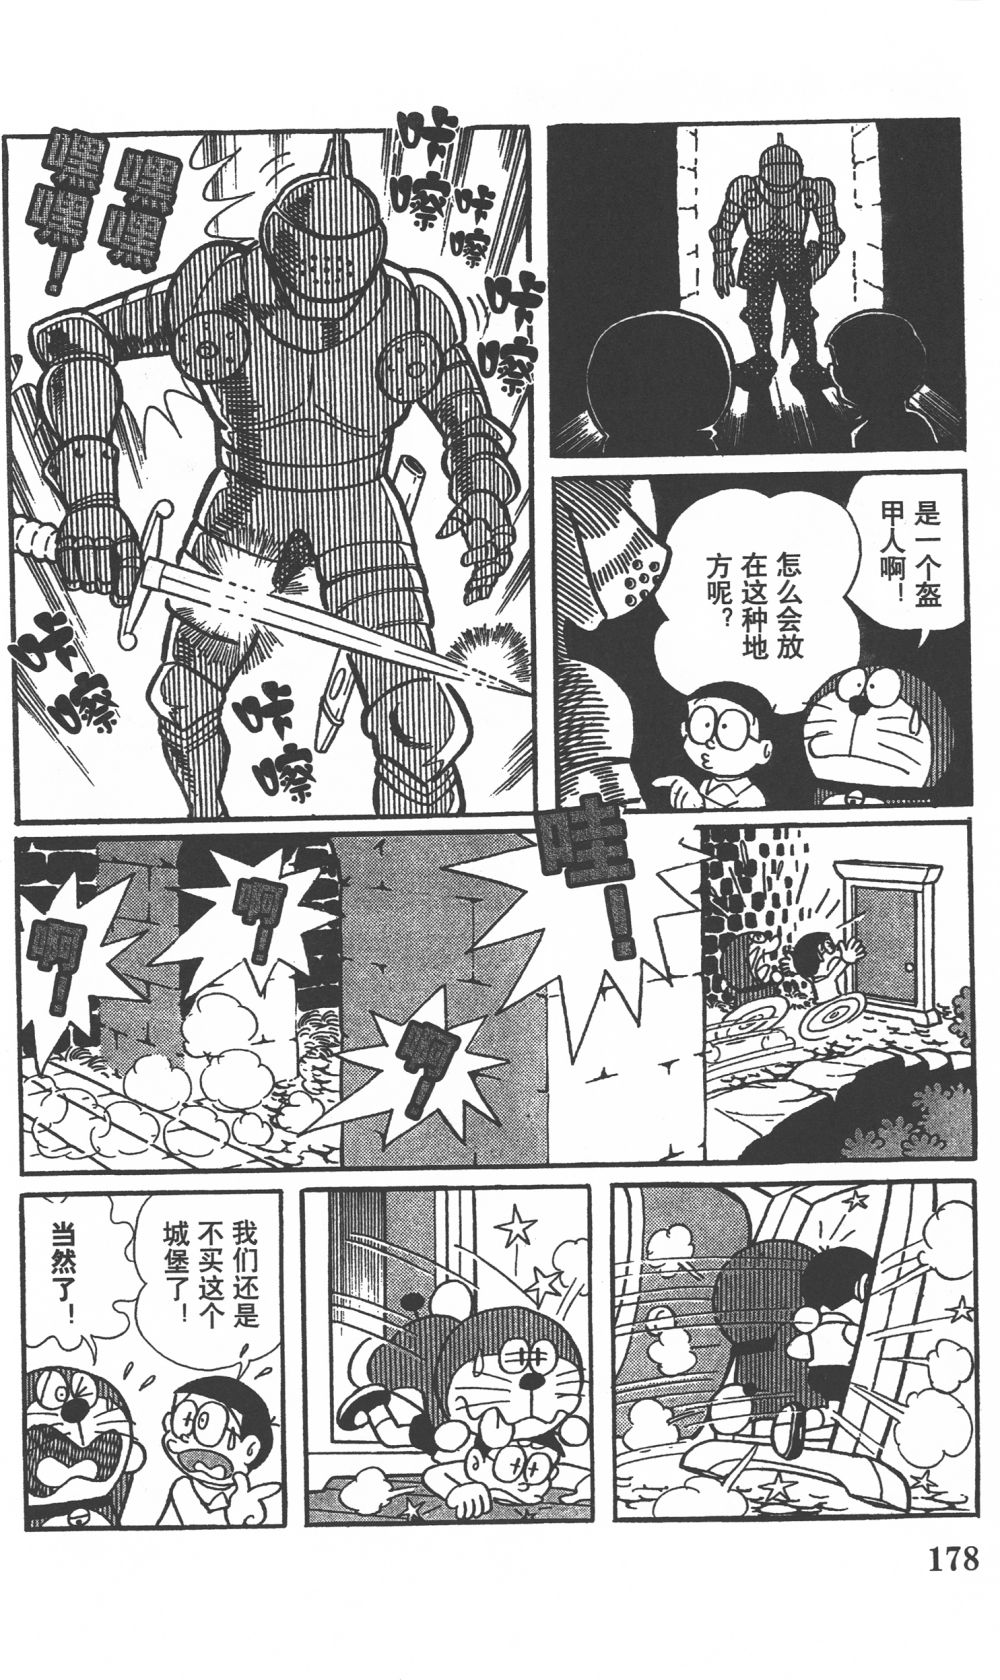 是一个盔
甲人啊！
怎么会放
在这种地
方呢？
咔嚓
咔嚓
咔嚓
嘿嘿
嘿嘿！
咔嚓
咔嚓
哇！
啊！
啊！
啊！
我们还是
不买这个
城堡了！
当然了！
178